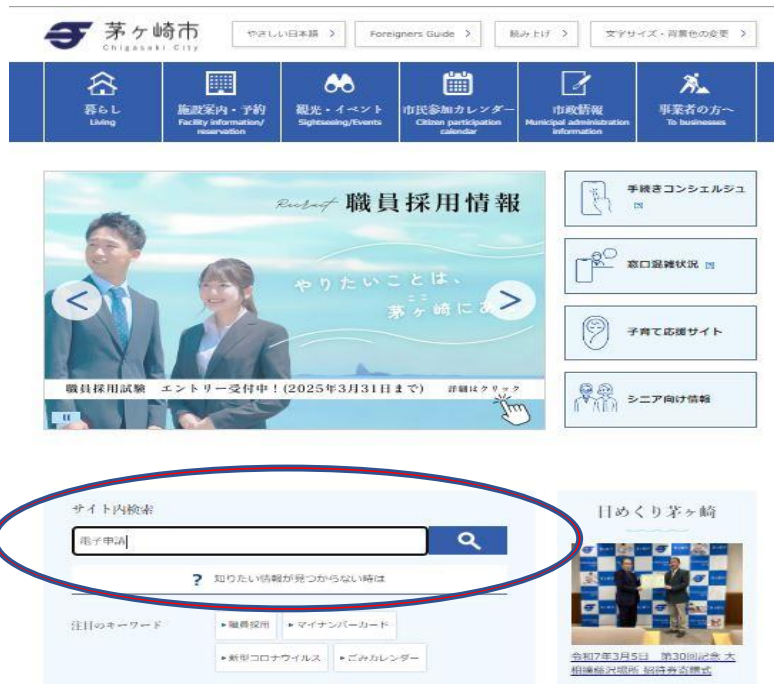 茅ヶ崎市
Chigasaki City
やさしい日本語 >
Foreigners Guide >
読み上げ >
文字サイズ・背景色の変更 >
暮らし
Living
施設案内・予約
Facility information/
reservation
観光・イベント
Sightseeing/Events
市民参加カレンダー
Citizen participation
calendar
市政情報
Municipal administration
information
事業者の方へ
To businesses
Recruit 職員採用情報
やりたいことは、
ここ
茅ヶ崎にあ
職員採用試験 エントリー受付中！(2025年3月31日まで) 詳細はクリック
手続きコンシェルジュ
窓口混雑状況
子育て応援サイト
シニア向け情報
サイト内検索
電子申請
? 知りたい情報が見つからない時は
注目のキーワード
職員採用
マイナンバーカード
新型コロナウイルス
ごみカレンダー
日めくり茅ヶ崎
令和7年3月5日 第30回記念 大
相撲藤沢場所 招待券寄贈式